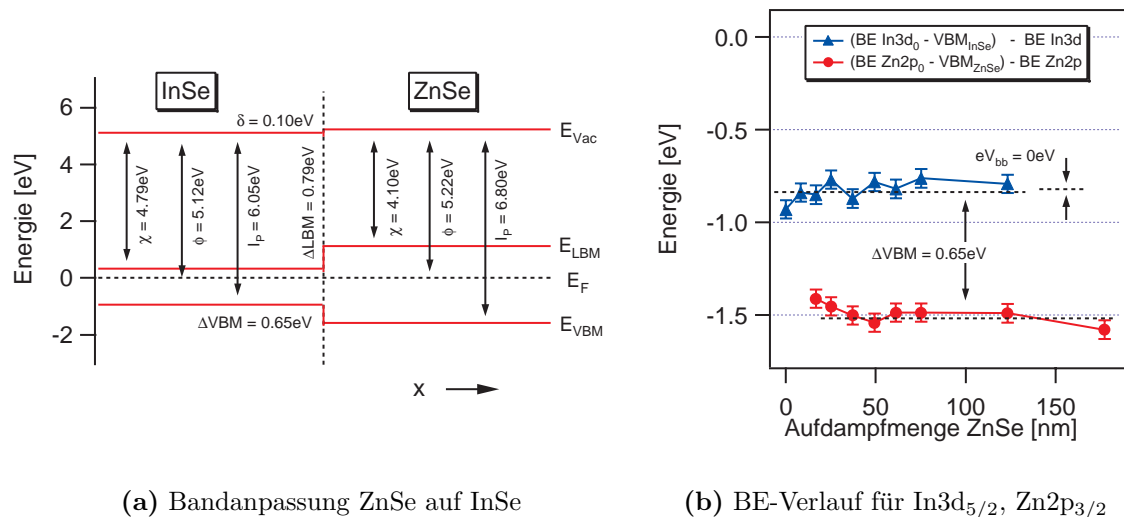 InSe
ZnSe
Energie [eV]
6
4
2
0
-2
δ = 0.10eV
χ = 4.79eV
ϕ = 5.12eV
I_P = 6.05eV
ΔLBM = 0.79eV
χ = 4.10eV
ϕ = 5.22eV
I_P = 6.80eV
E_Vac
E_LBM
E_F
E_VBM
ΔVBM = 0.65eV
x
(a) Bandanpassung ZnSe auf InSe
Energie [eV]
0.0
-0.5
-1.0
-1.5
(BE In3d_0 - VBM_InSe) - BE In3d
(BE Zn2p_0 - VBM_ZnSe) - BE Zn2p
eV_bb = 0eV
ΔVBM = 0.65eV
0
50
100
150
Aufdampfmenge ZnSe [nm]
(b) BE-Verlauf für In3d_5/2, Zn2p_3/2